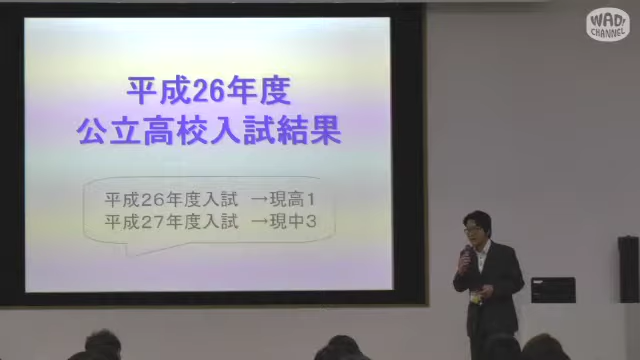 平成26年度
公立高校入試結果
平成26年度入試 →現高1
平成27年度入試 →現中3
WAD!
CHANNEL